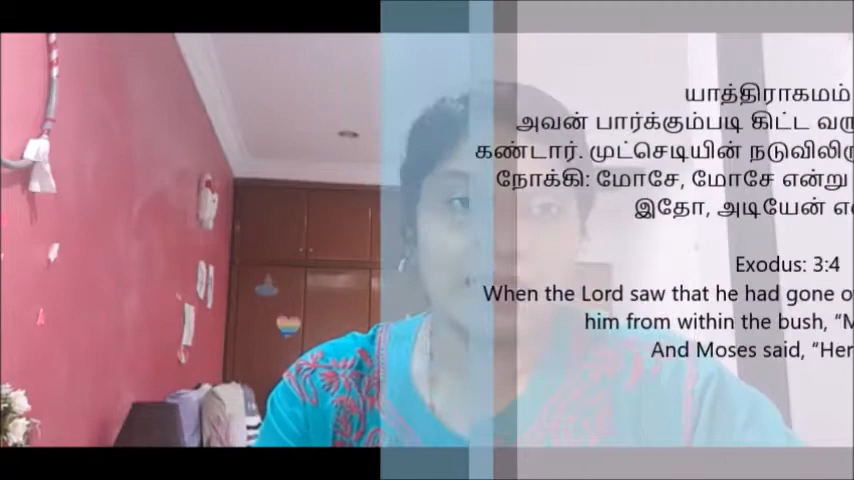 யாத்திராகமம்
அவன் பார்க்கும்படி கிட்ட
கண்டார். முட்செடியின்
நோக்கி: மோசே, மோசே என்று
இதோ, அடியேன்
Exodus: 3:4
When the Lord saw that he had gone
him from within the bush,
And Moses said,